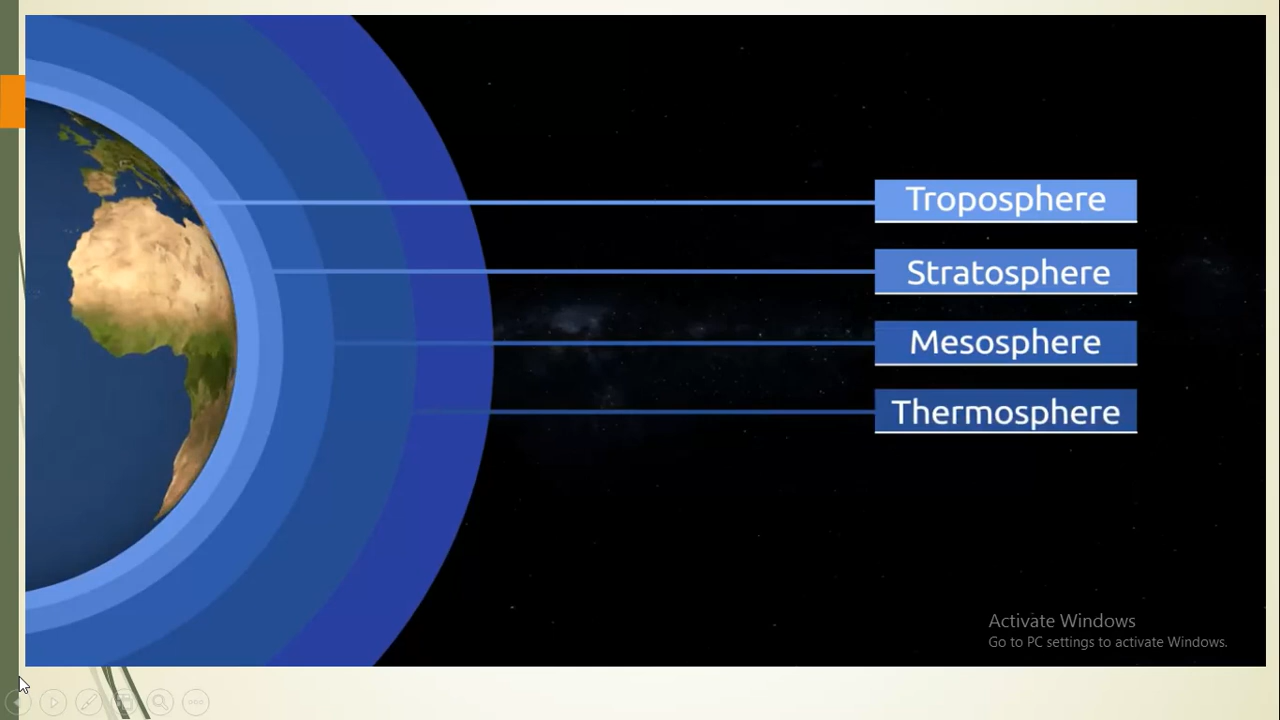 Troposphere
Stratosphere
Mesosphere
Thermosphere
Activate Windows
Go to PC settings to activate Windows.